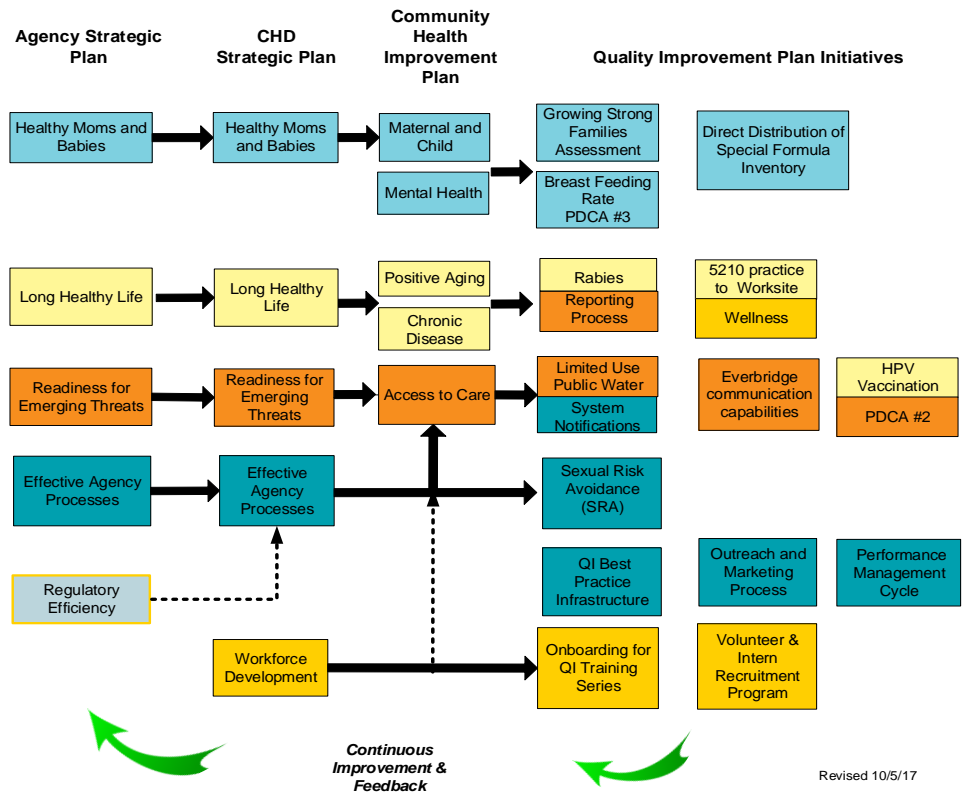 Agency Strategic
Plan
CHD
Strategic Plan
Community
Health
Improvement
Plan
Quality Improvement Plan Initiatives
Healthy Moms and
Babies
Healthy Moms
and Babies
Maternal and
Child
Mental Health
Growing Strong
Families
Assessment
Breast Feeding
Rate
PDCA #3
Direct Distribution of
Special Formula
Inventory
Long Healthy Life
Long Healthy
Life
Positive Aging
Chronic
Disease
Rabies
Reporting
Process
5210 practice
to Worksite
Wellness
Readiness for
Emerging Threats
Readiness for
Emerging
Threats
Access to Care
Limited Use
Public Water
System
Notifications
Everbridge
communication
capabilities
HPV
Vaccination
PDCA #2
Effective Agency
Processes
Effective
Agency
Processes
Sexual Risk
Avoidance
(SRA)
Regulatory
Efficiency
QI Best
Practice
Infrastructure
Outreach and
Marketing
Process
Performance
Management
Cycle
Workforce
Development
Onboarding for
QI Training
Series
Volunteer &
Intern
Recruitment
Program
Continuous
Improvement &
Feedback
Revised 10/5/17